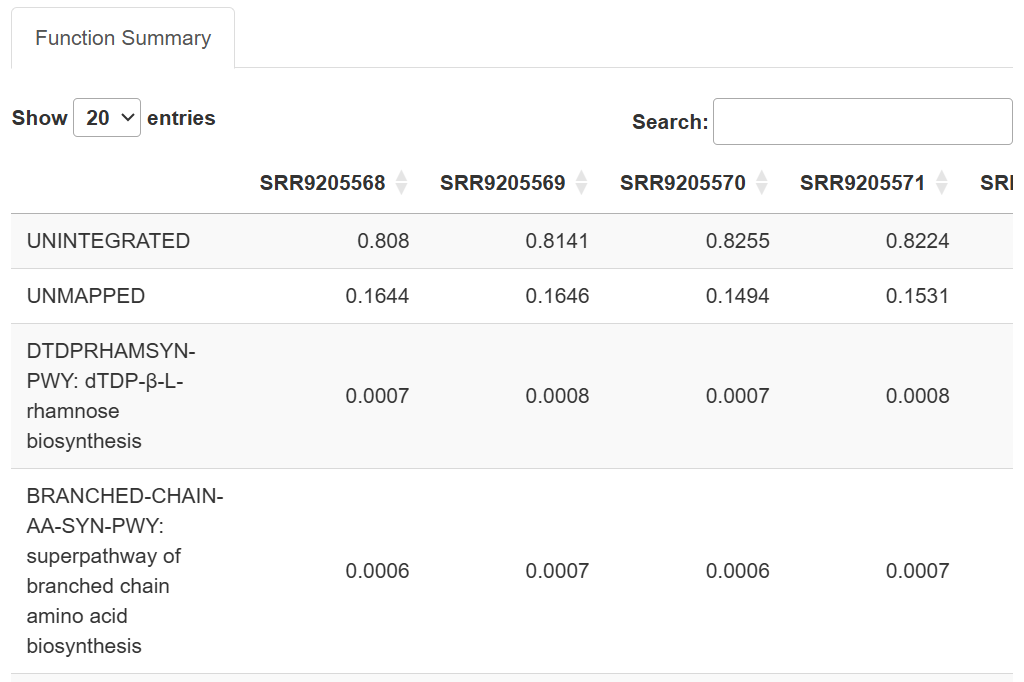 Function Summary
Show 20 entries
Search:
SRR9205568 SRR9205569 SRR9205570 SRR9205571 SRI
UNINTEGRATED 0.808 0.8141 0.8255 0.8224
UNMAPPED 0.1644 0.1646 0.1494 0.1531
DTDPRHAMSYN-
PWY: dTDP-β-L-
rhamnose
biosynthesis
0.0007 0.0008 0.0007 0.0008
BRANCHED-CHAIN-
AA-SYN-PWY:
superpathway of
branched chain
amino acid
biosynthesis
0.0006 0.0007 0.0006 0.0007